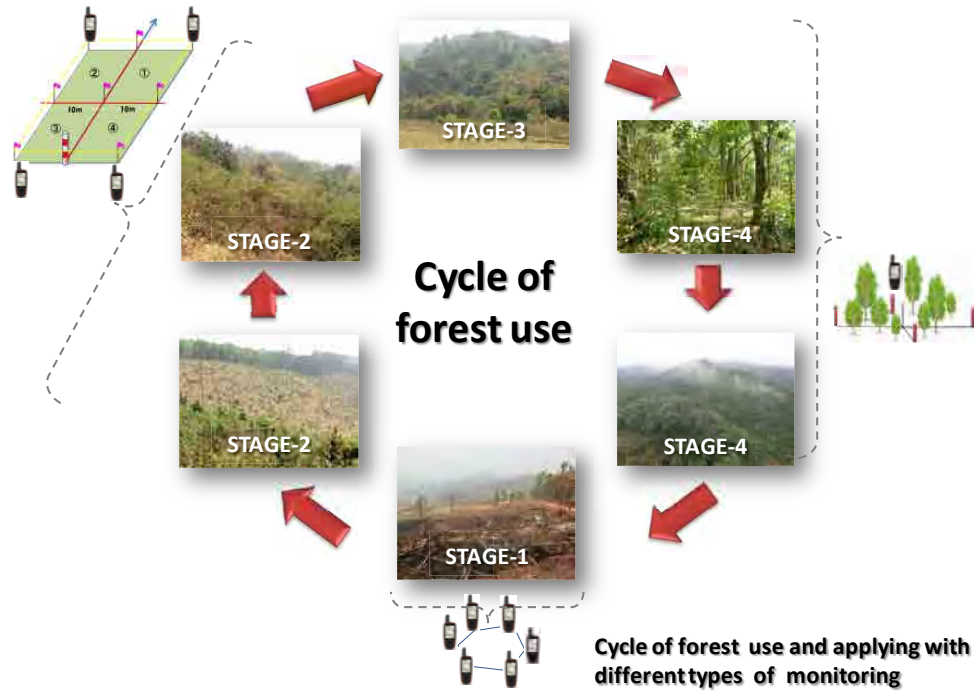 ②
①
10m
10m
③
④
STAGE-3
STAGE-2
STAGE-4
Cycle of
forest use
STAGE-2
STAGE-4
STAGE-1
Cycle of forest use and applying with
different types of monitoring